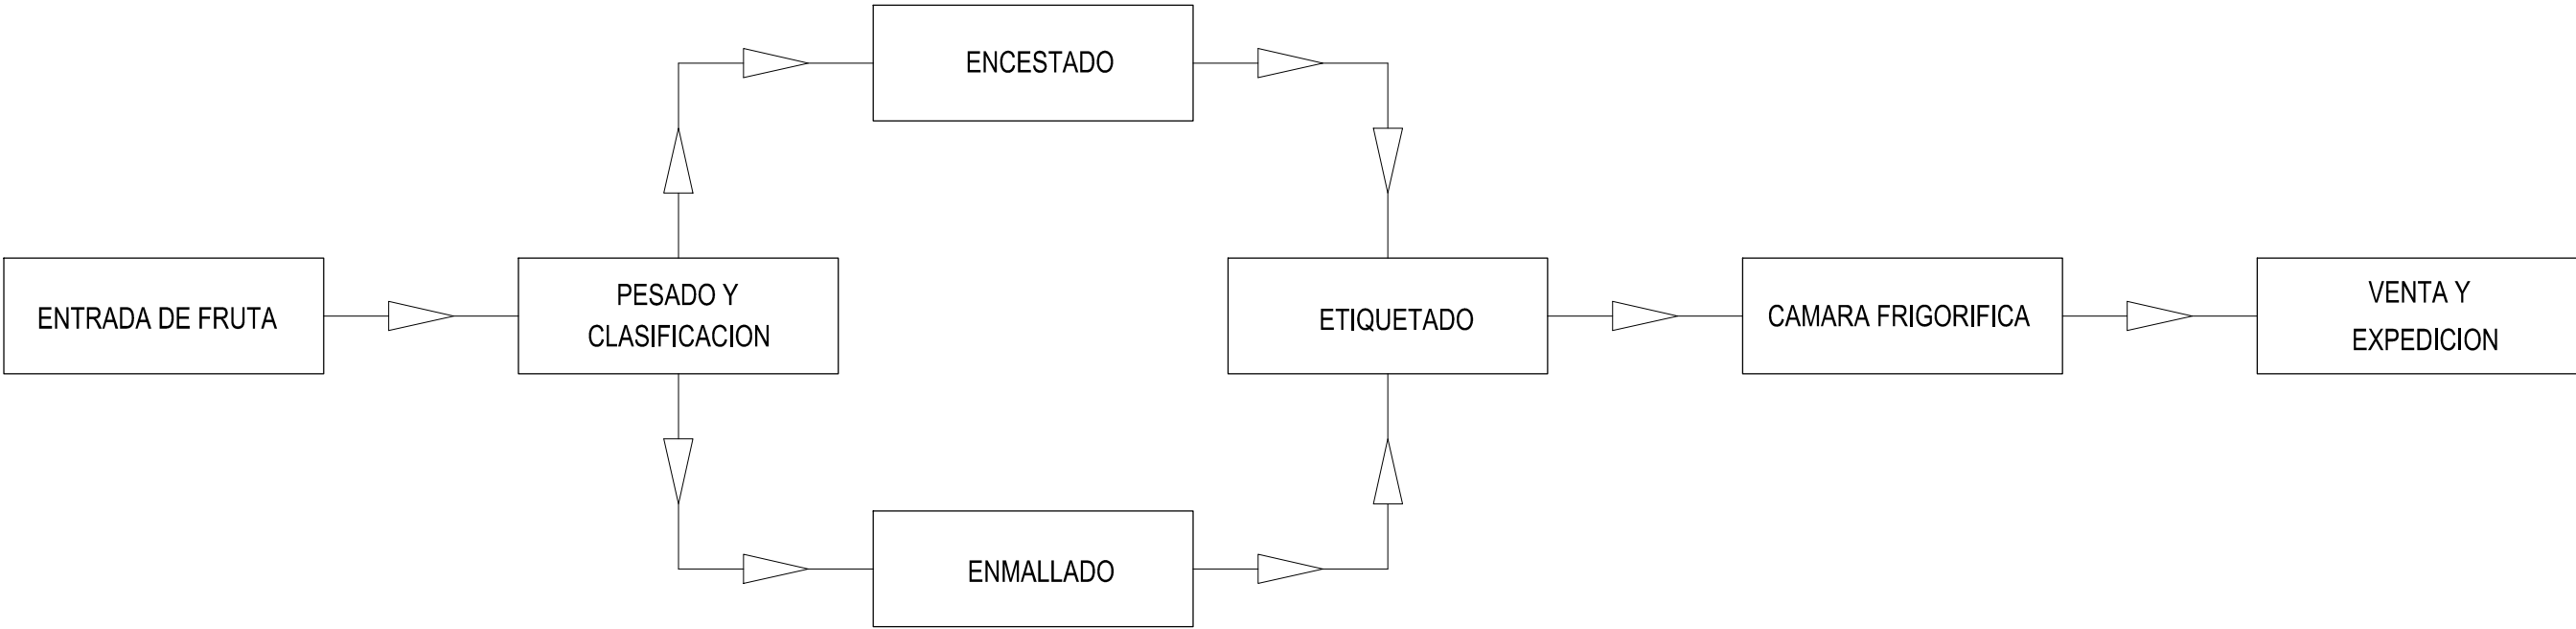 ENCESTADO
ENTRADA DE FRUTA
PESADO Y
CLASIFICACION
ETIQUETADO
CAMARA FRIGORIFICA
VENTA Y
EXPEDICION
ENMALLADO